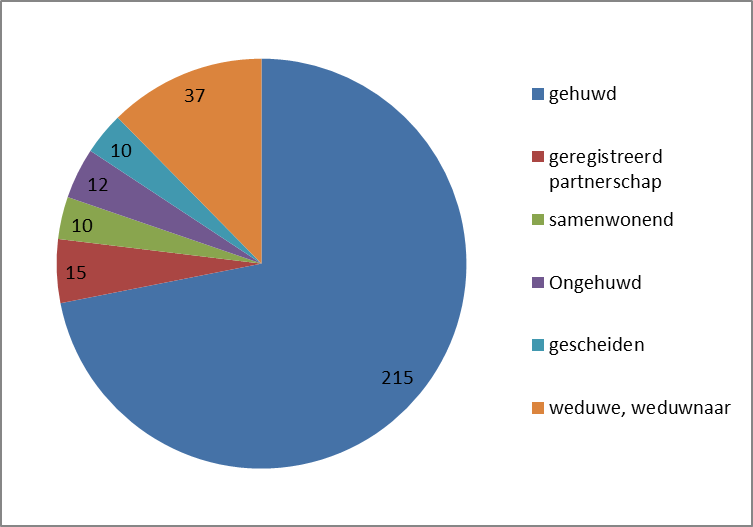 37
10
12
10
15
215
gehuwd
geregistreerd
partnerschap
samenwonend
Ongehuwd
gescheiden
weduwe, weduwnaar